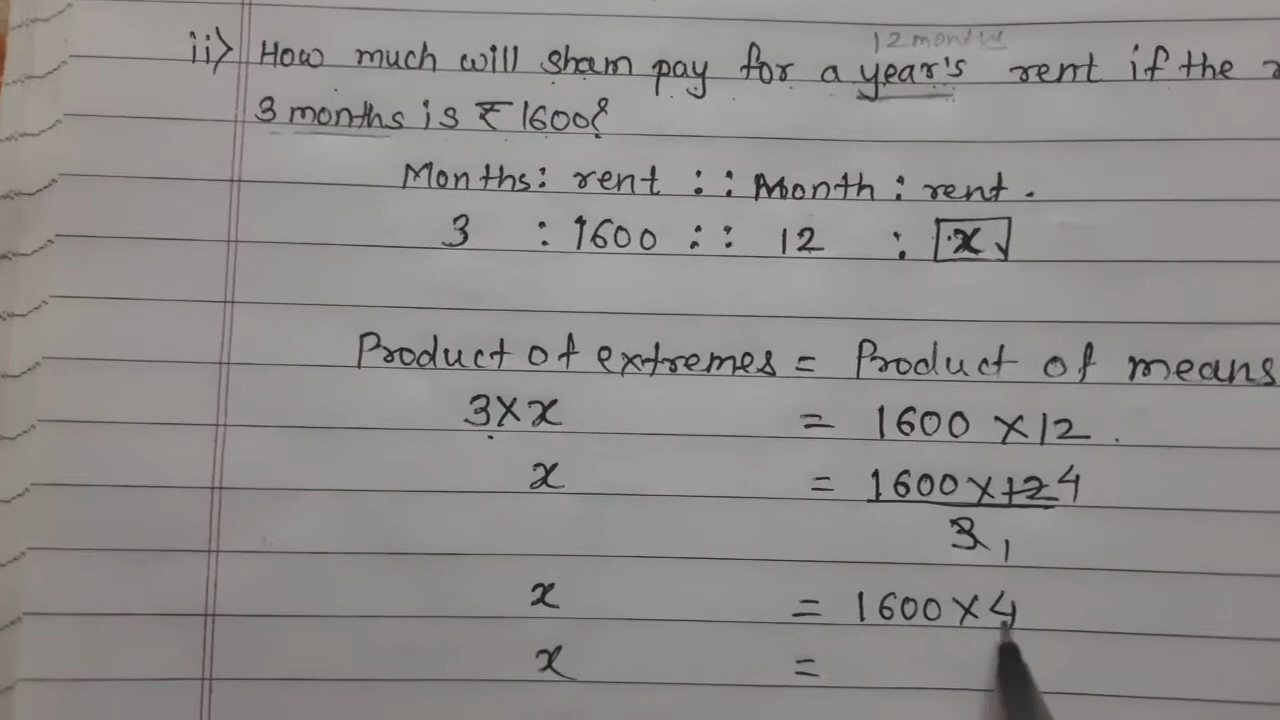 12 months
ii) How much will sham pay for a year's rent if the
3 months is ₹1600?
Months: rent :: Month : rent.
3 : 1600 :: 12 : x
Product of extremes = Product of means
3×x = 1600 × 12.
x = 1600 × 12 4
3 1
x = 1600 × 4
x =